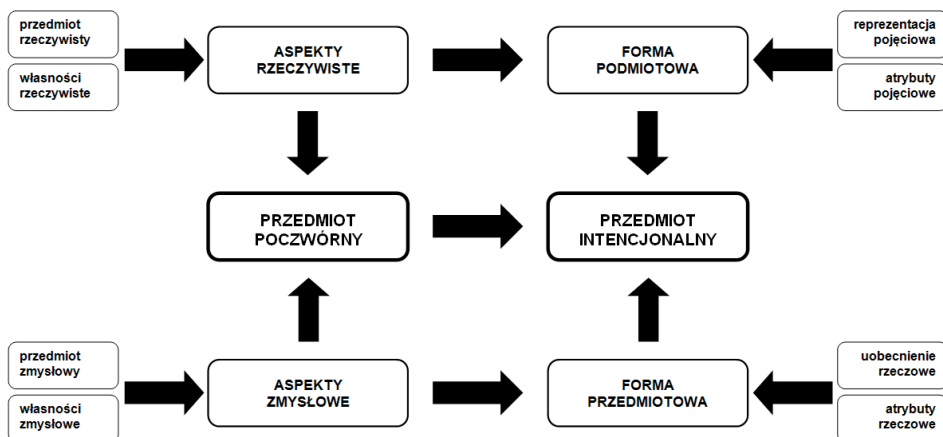 przedmiot
rzeczywisty
własności
rzeczywiste
ASPEKTY
RZECZYWISTE
FORMA
PODMIOTOWA
reprezentacja
pojęciowa
atrybuty
pojęciowe
PRZEDMIOT
POCZWÓRNY
PRZEDMIOT
INTENCJONALNY
przedmiot
zmysłowy
własności
zmysłowe
ASPEKTY
ZMYSŁOWE
FORMA
PRZEDMIOTOWA
uobecnienie
rzeczowe
atrybuty
rzeczowe